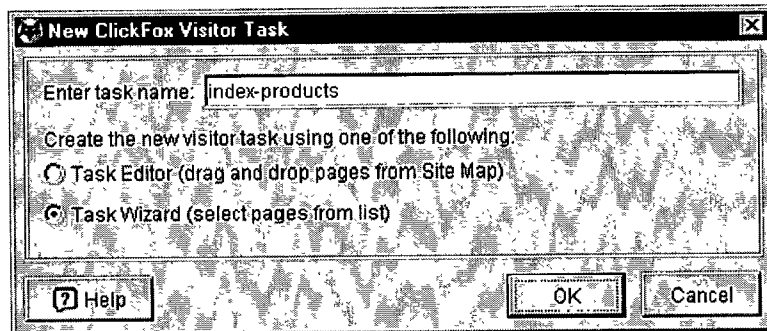 New ClickFox Visitor Task
Enter task name: index-products
Create the new visitor task using one of the following:
Task Editor (drag and drop pages from Site Map)
Task Wizard (select pages from list)
? Help OK Cancel